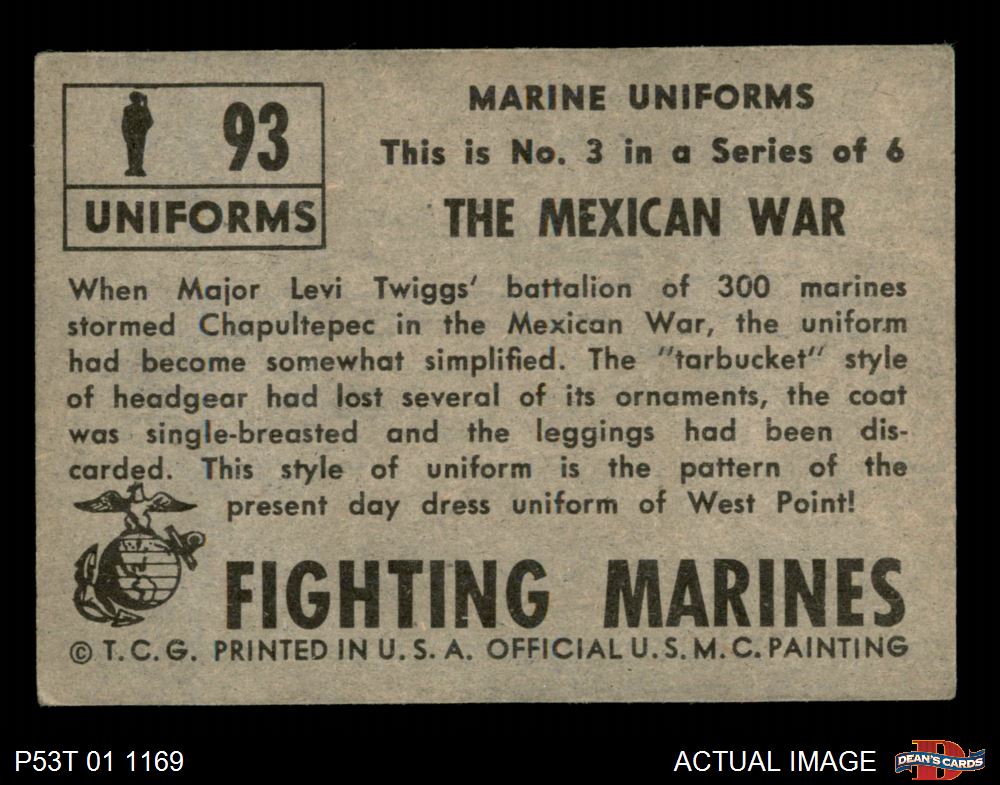 93
UNIFORMS
MARINE UNIFORMS
This is No. 3 in a Series of 6
THE MEXICAN WAR
When Major Levi Twiggs' battalion of 300 marines
stormed Chapultepec in the Mexican War, the uniform
had become somewhat simplified. The "tarbucket" style
of headgear had lost several of its ornaments, the coat
was single-breasted and the leggings had been dis-
carded. This style of uniform is the pattern of the
present day dress uniform of West Point!
FIGHTING MARINES
© T.C.G. PRINTED IN U.S.A. OFFICIAL U.S.M.C. PAINTING
P53T 01 1169
ACTUAL IMAGE
D
DEAN'S CARDS